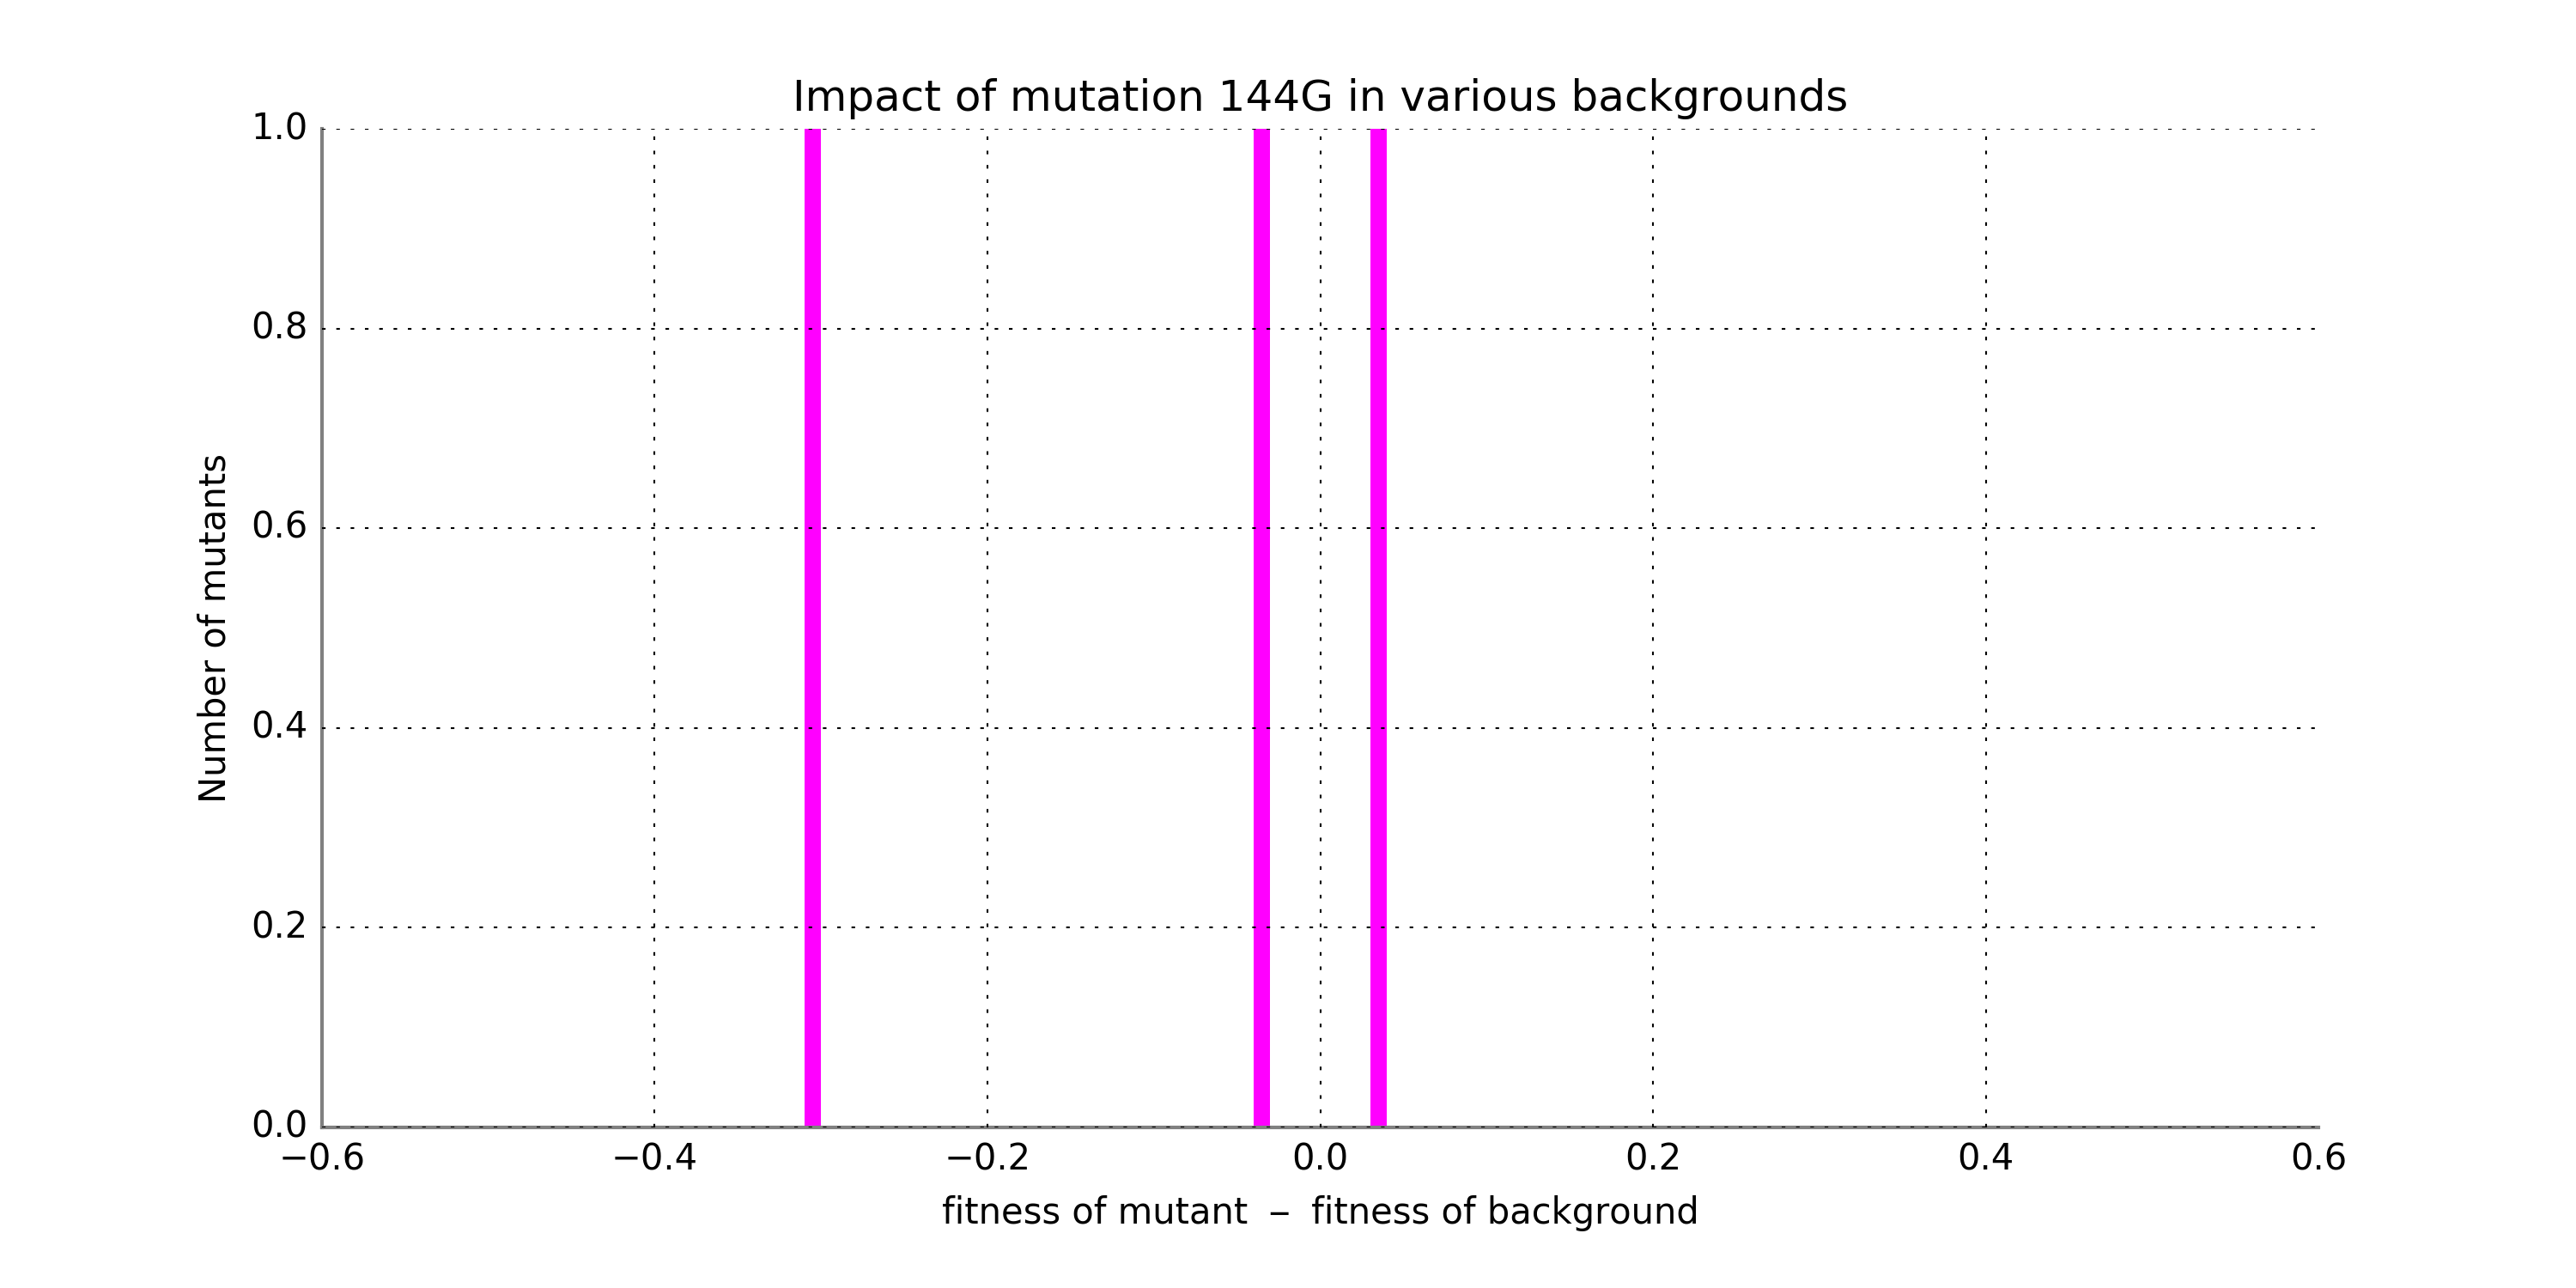 Impact of mutation 144G in various backgrounds
1.0
0.8
0.6
0.4
0.2
0.0
Number of mutants
−0.6 −0.4 −0.2 0.0 0.2 0.4 0.6
fitness of mutant – fitness of background